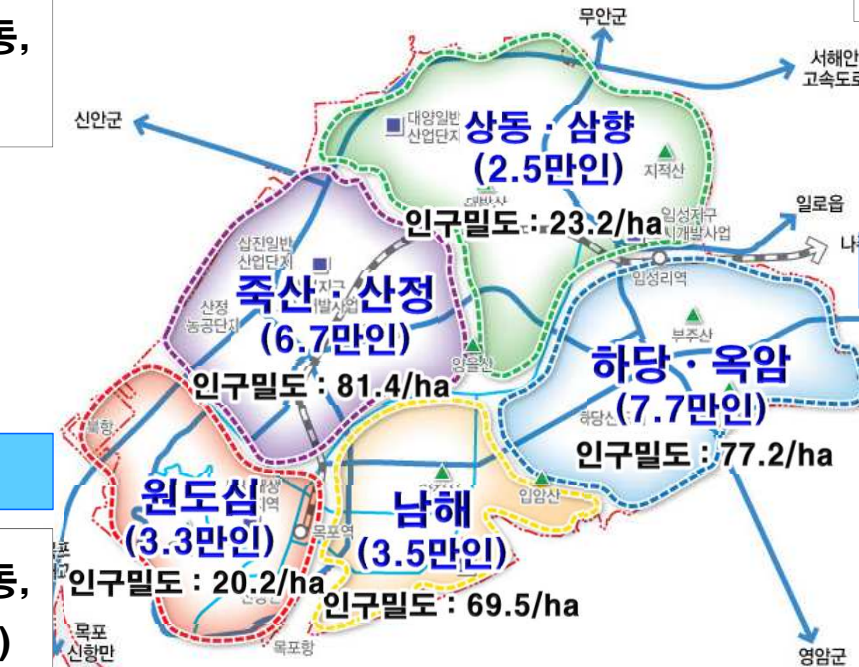 동,
무안군
서해안
고속도로
신안군
대양일반
산업단지
상동 · 삼향
(2.5만인)
지적산
인구밀도 : 23.2/ha
임성지구
일로읍
임성리역
삽진일반
산업단지
죽산 · 산정
(6.7만인)
산정
농공단지
인구밀도 : 81.4/ha
양을산
부주산
하당 · 옥암
(7.7만인)
인구밀도 : 77.2/ha
북항
원도심
(3.3만인)
인구밀도 : 20.2/ha
목포역
남해
(3.5만인)
입암산
인구밀도 : 69.5/ha
동,
)
목포
신항만
목포항
영암군